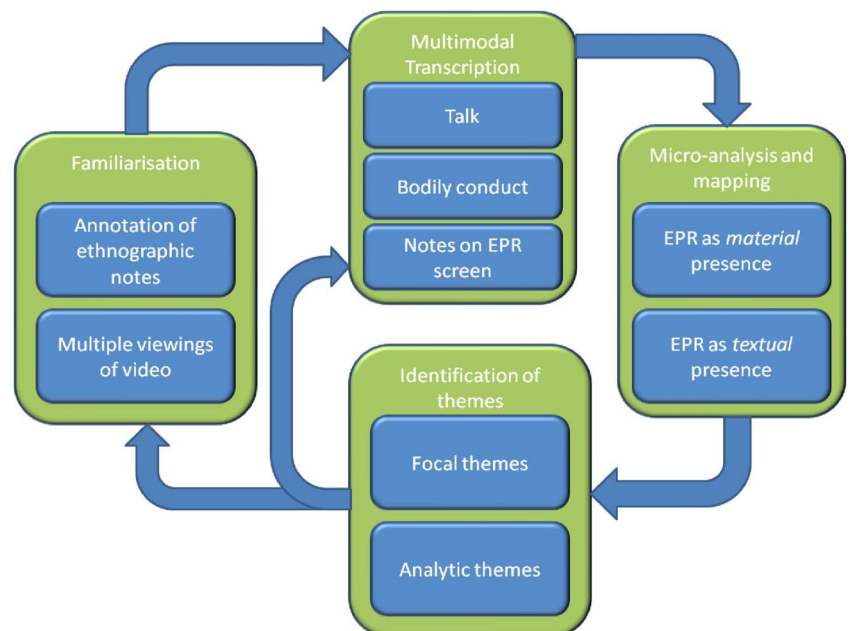 Multimodal
Transcription
Talk
Bodily conduct
Notes on EPR
screen
Familiarisation
Annotation of
ethnographic
notes
Multiple viewings
of video
Micro-analysis and
mapping
EPR as material
presence
EPR as textual
presence
Identification of
themes
Focal themes
Analytic themes